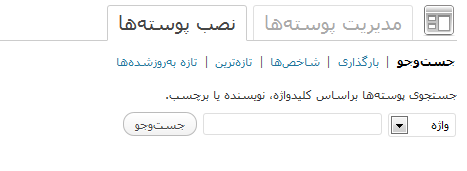 مدیریت پوسته‌ها نصب پوسته‌ها
جست‌وجو | بارگذاری | شاخص‌ها | تازه‌ترین | تازه به‌روزشده‌ها
جستجوی پوسته‌ها براساس کلیدواژه، نویسنده یا برچسب.
واژه جست‌وجو